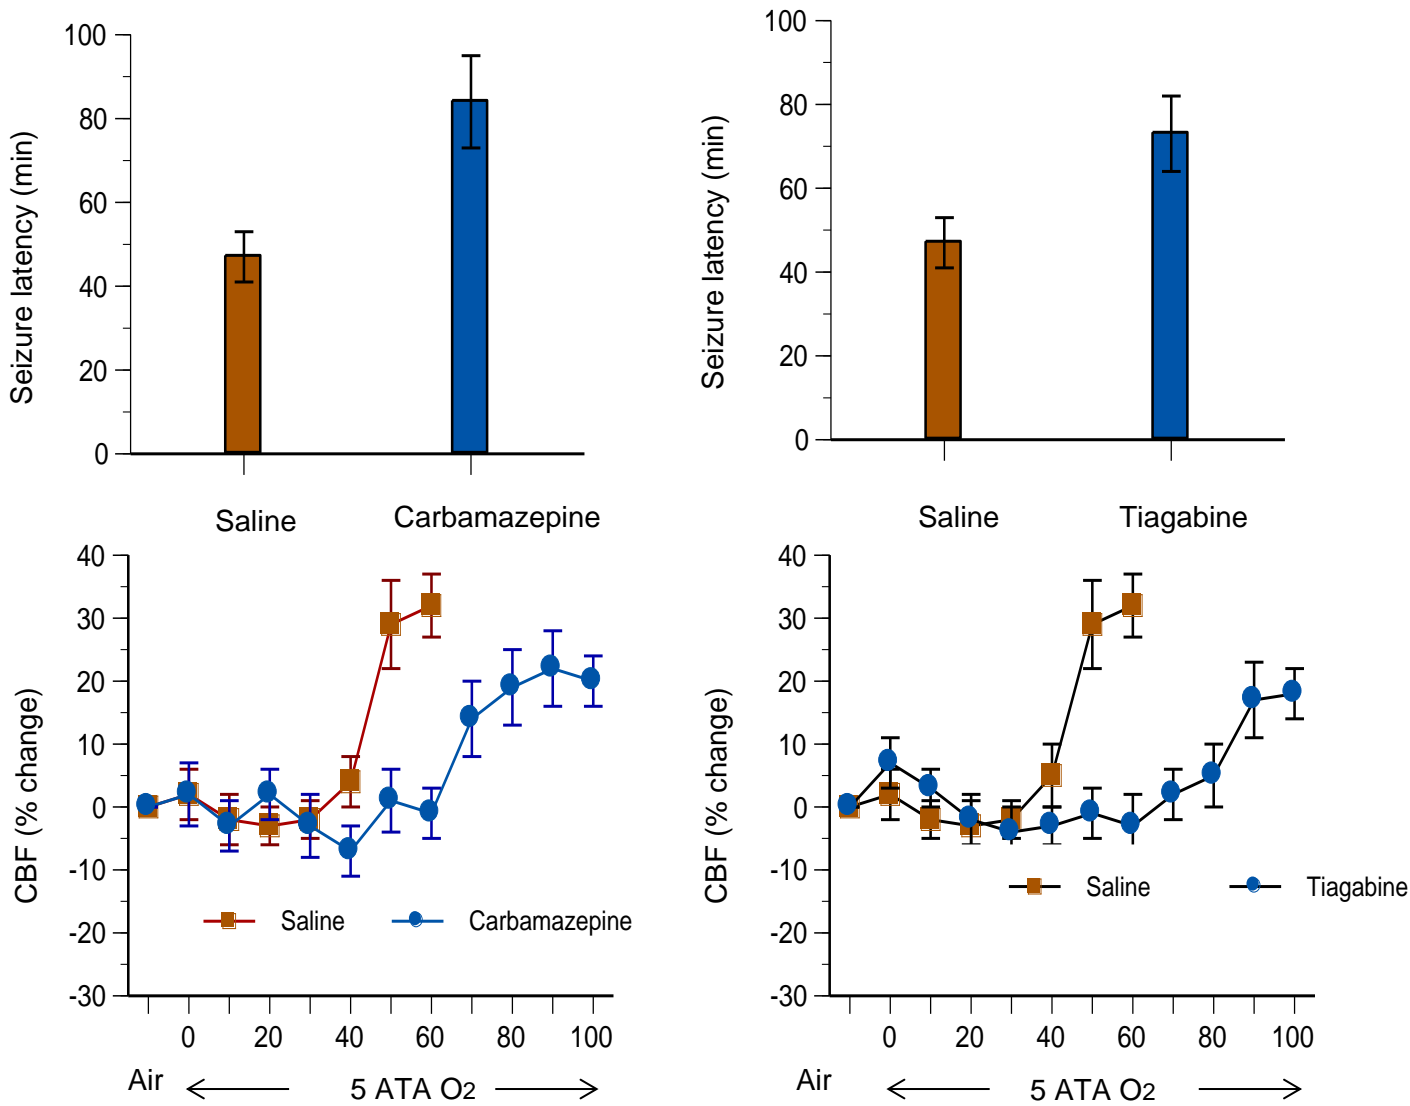 100
80
60
40
20
0
Seizure latency (min)
Saline
Carbamazepine
100
80
60
40
20
0
Seizure latency (min)
Saline
Tiagabine
40
30
20
10
0
-10
-20
-30
CBF (% change)
Saline
Carbamazepine
0 20 40 60 80 100
Air
5 ATA O2
40
30
20
10
0
-10
-20
-30
CBF (% change)
Saline
Tiagabine
0 20 40 60 80 100
Air
5 ATA O2